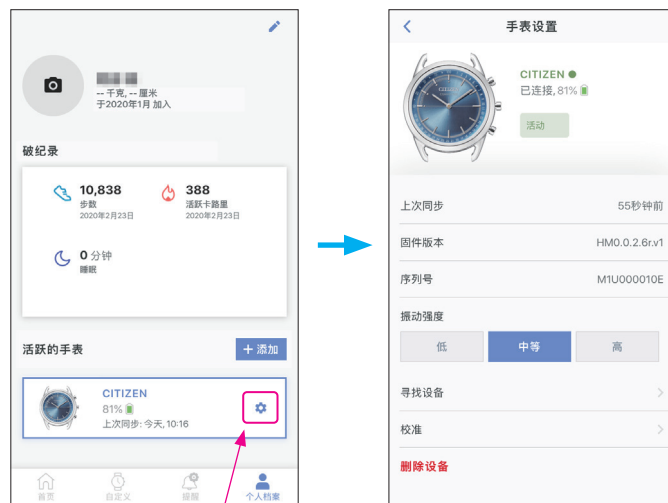 -- 千克, -- 厘米
于2020年1月 加入
破纪录
10,838
步数
2020年2月23日
388
活跃卡路里
2020年2月23日
0 分钟
睡眠
活跃的手表
+ 添加
CITIZEN
81%
上次同步: 今天, 10:16
首页
自定义
提醒
个人档案
手表设置
CITIZEN
已连接, 81%
活动
上次同步
55秒钟前
固件版本
HM0.0.2.6r.v1
序列号
M1U000010E
振动强度
低
中等
高
寻找设备
校准
删除设备